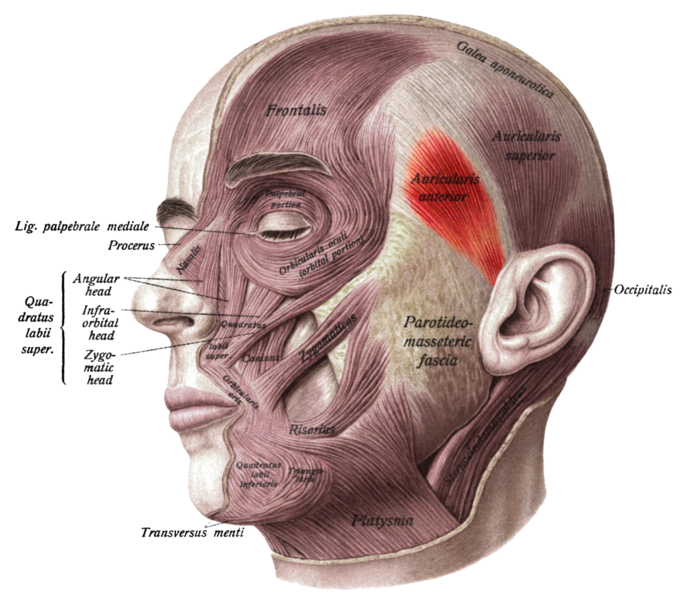 Galea aponeurotica
Frontalis
Auricularis
superior
Auricularis
anterior
Palpebral
portion
Lig. palpebrale mediale
Procerus
Nasalis
Orbicularis oculi
(orbital portion)
Occipitalis
Qua-
dratus
labii
super.
Angular
head
Infra-
orbital
head
Zygo-
matic
head
Quadratus
labii
super
Caninus
Zygomaticus
Parotideo-
masseteric
fascia
Orbicularis
oris
Risorius
Quadratus
labii
inferioris
Triangu-
laris
Sternocleidomastoideus
Platysma
Transversus menti